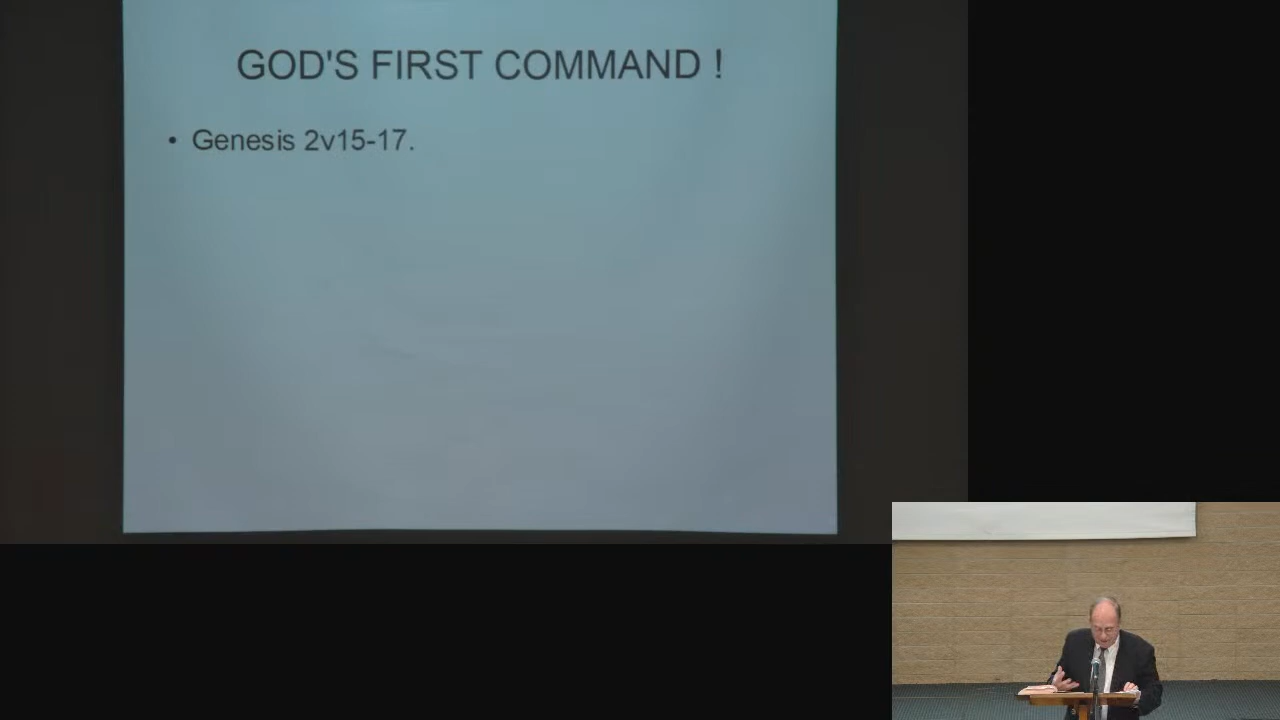 GOD'S FIRST COMMAND !
• Genesis 2v15-17.